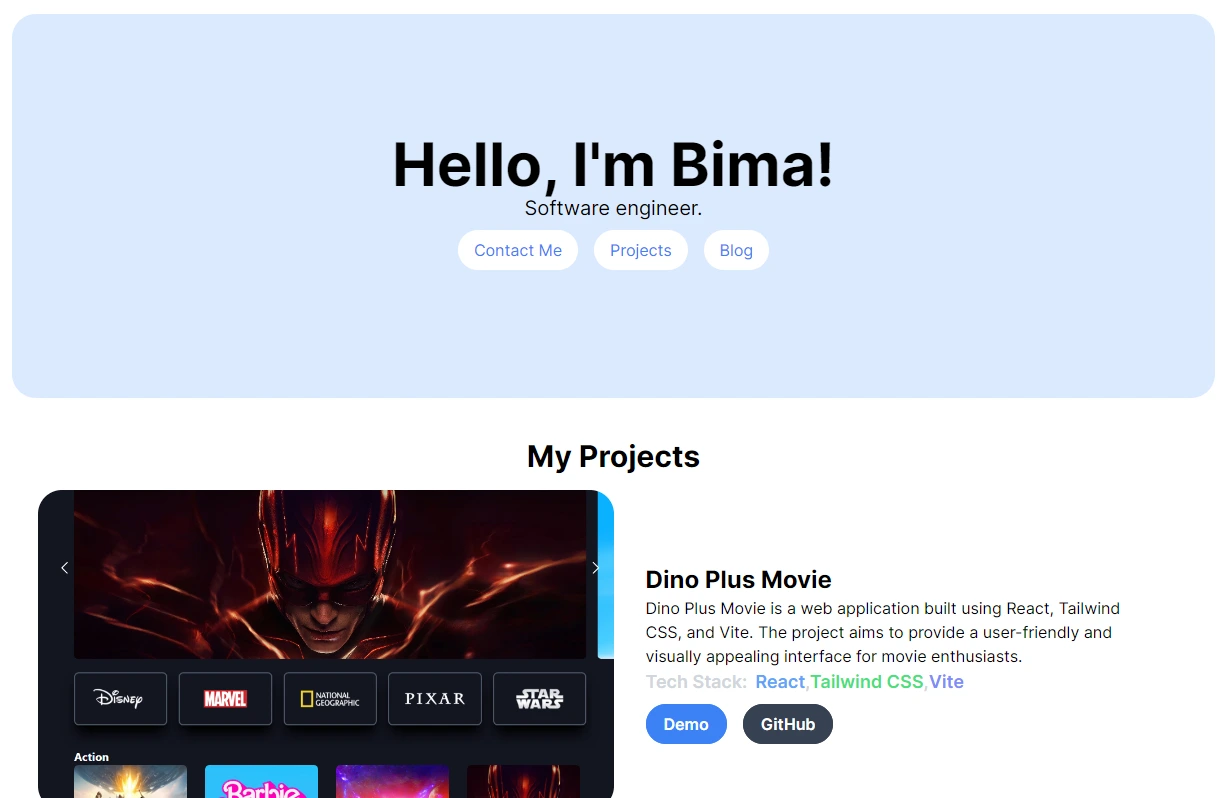 Hello, I'm Bima!
Software engineer.
Contact Me
Projects
Blog
My Projects
DISNEY
MARVEL
NATIONAL
GEOGRAPHIC
PIXAR
STAR
WARS
Action
Barbie
Dino Plus Movie
Dino Plus Movie is a web application built using React, Tailwind
CSS, and Vite. The project aims to provide a user-friendly and
visually appealing interface for movie enthusiasts.
Tech Stack: React,Tailwind CSS,Vite
Demo
GitHub